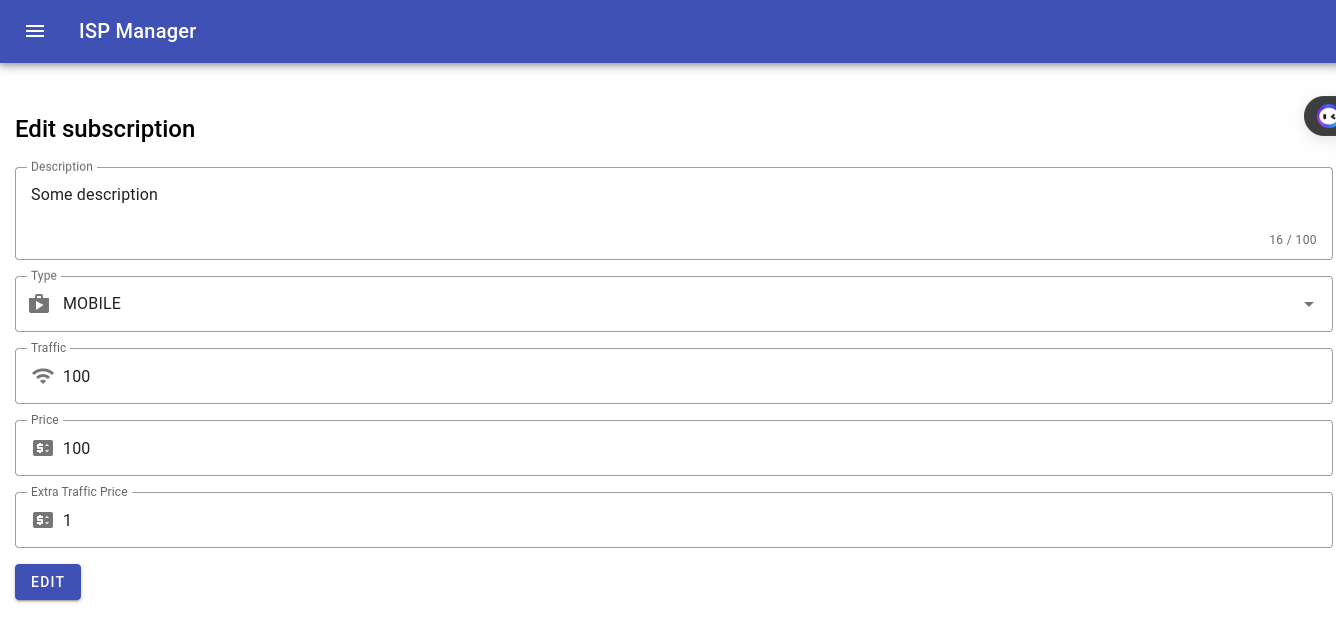 ISP Manager
Edit subscription
Description
Some description
16 / 100
Type
MOBILE
Traffic
100
Price
100
Extra Traffic Price
1
EDIT